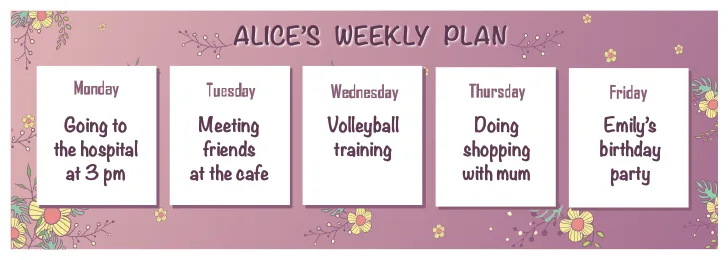 ALICE'S WEEKLY PLAN
Monday
Going to
the hospital
at 3 pm
Tuesday
Meeting
friends
at the cafe
Wednesday
Volleyball
training
Thursday
Doing
shopping
with mum
Friday
Emily's
birthday
party